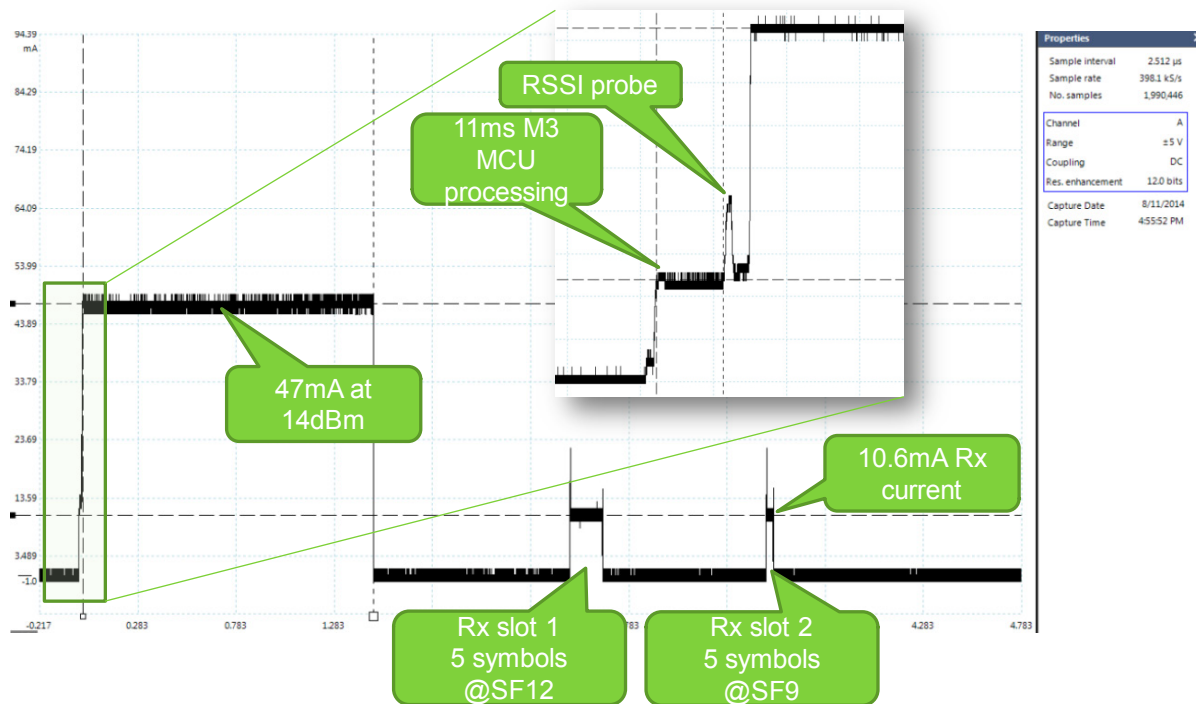 94.39
mA
84.29
74.19
64.09
53.99
43.89
33.79
23.69
13.59
3.489
-1.0
-0.217
0.283
0.783
1.283
783
4.283
4.783
RSSI probe
11ms M3
MCU
processing
47mA at
14dBm
10.6mA Rx
current
Rx slot 1
5 symbols
@SF12
Rx slot 2
5 symbols
@SF9
Properties
Sample interval 2.512 µs
Sample rate 398.1 kS/s
No. samples 1,990,446
Channel A
Range ±5 V
Coupling DC
Res. enhancement 12.0 bits
Capture Date 8/11/2014
Capture Time 4:55:52 PM